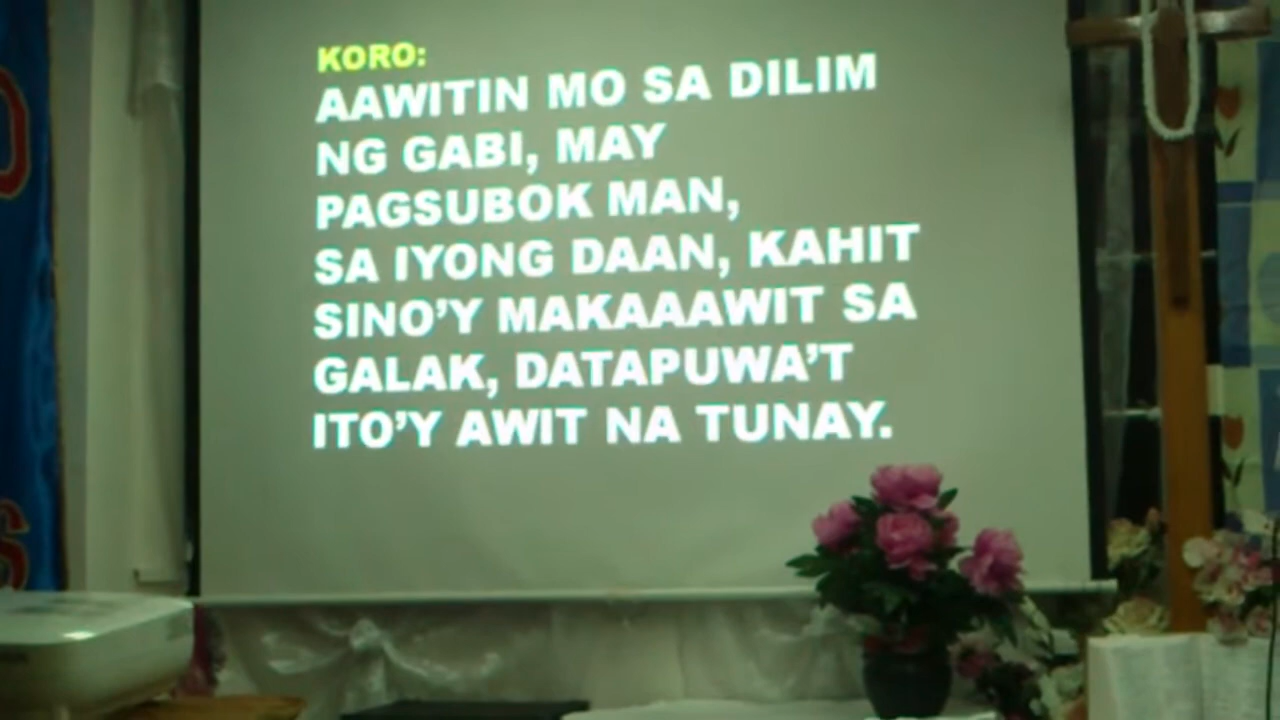 KORO:
AAWITIN MO SA DILIM
NG GABI, MAY
PAGSUBOK MAN,
SA IYONG DAAN, KAHIT
SINO'Y MAKAAAWIT SA
GALAK, DATAPUWA'T
ITO'Y AWIT NA TUNAY.